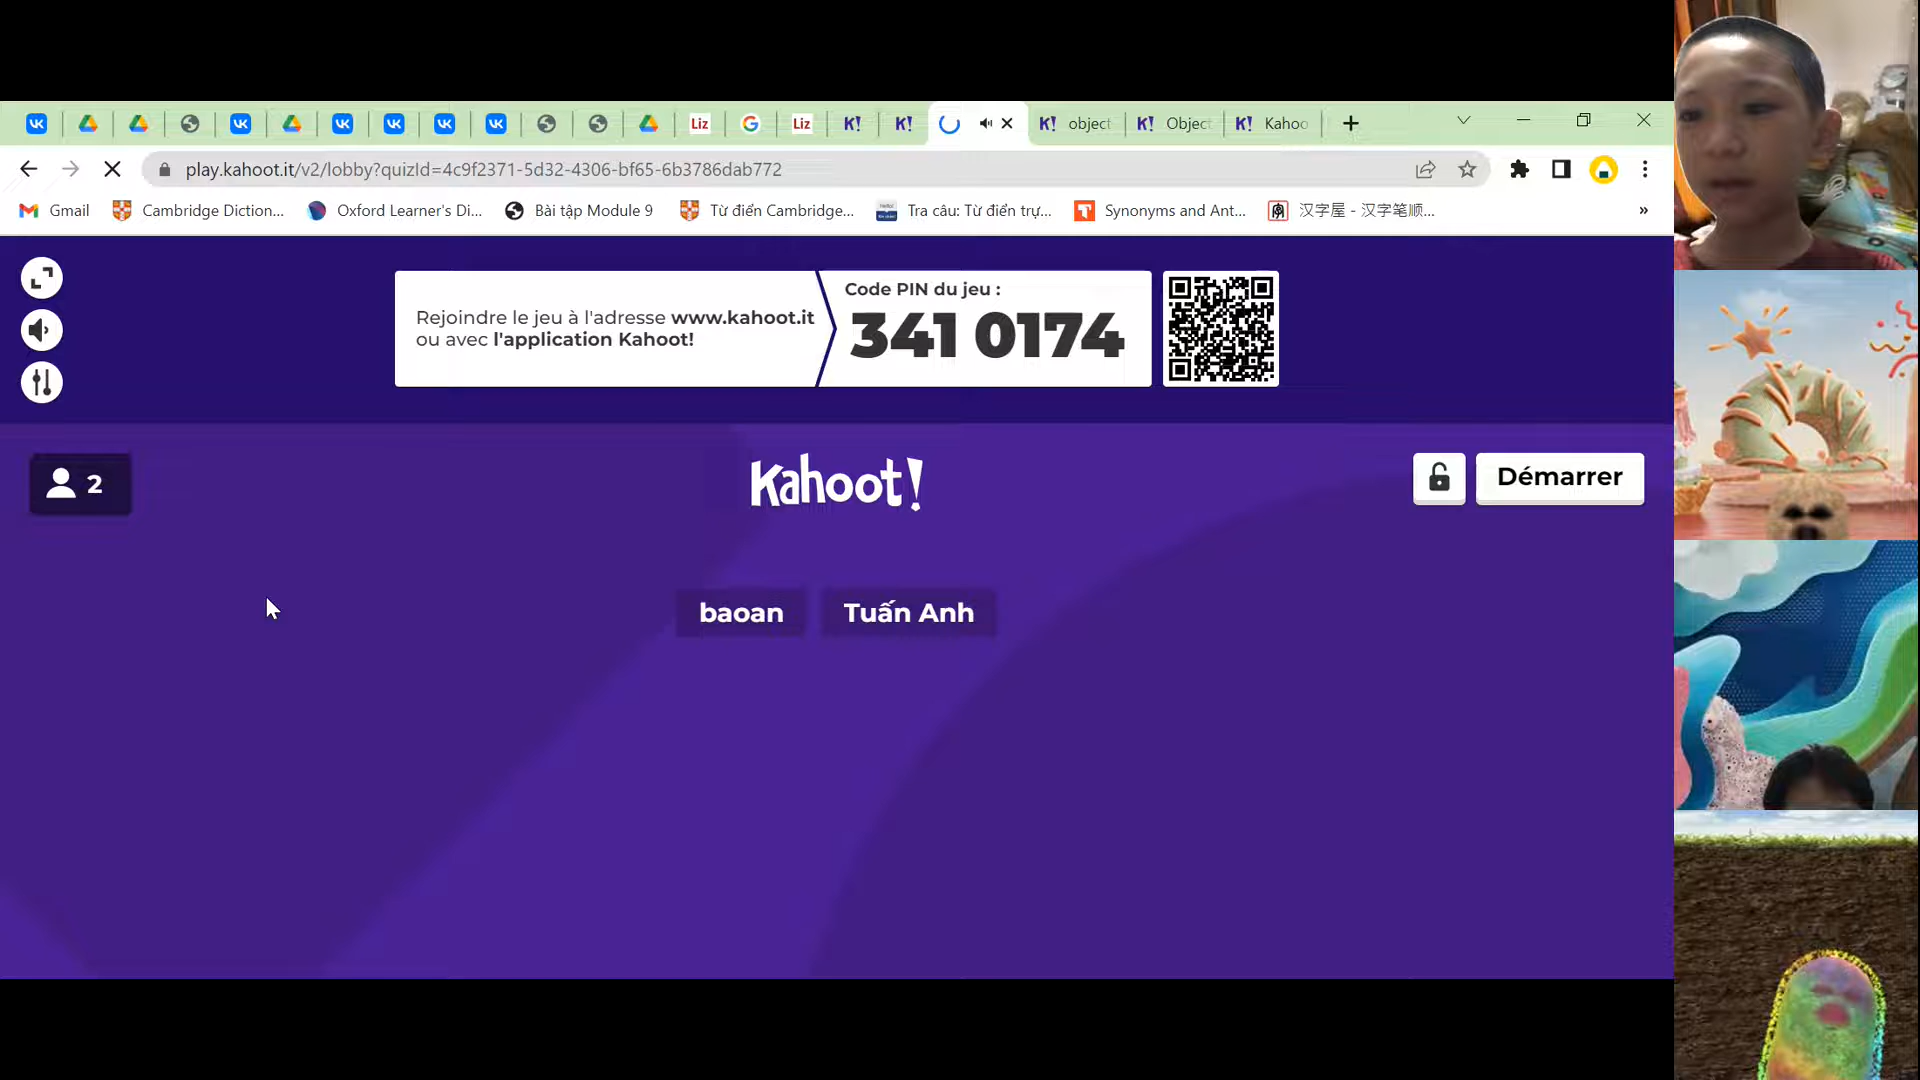 Liz
Liz
K!
K!
K! object
K! Objec
K! Kahoo
play.kahoot.it/v2/lobby?quizId=4c9f2371-5d32-4306-bf65-6b3786dab772
Gmail
Cambridge Diction...
Oxford Learner's Di...
Bài tập Module 9
Từ điển Cambridge...
Tra câu: Từ điển trự...
Synonyms and Ant...
汉字屋 - 汉字笔顺...
»
Rejoindre le jeu à l'adresse www.kahoot.it
ou avec l'application Kahoot!
Code PIN du jeu :
341 0174
2
Kahoot!
Démarrer
baoan
Tuấn Anh